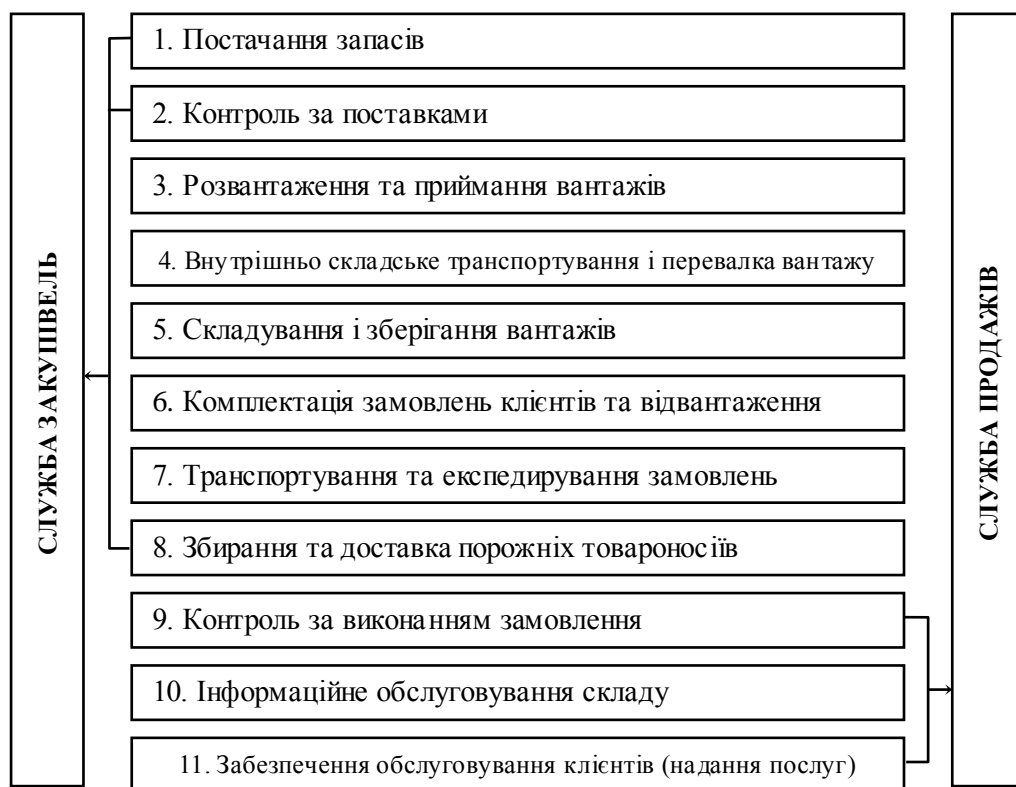 СЛУЖБА ЗАКУПІВЕЛЬ
1. Постачання запасів
2. Контроль за поставками
3. Розвантаження та приймання вантажів
4. Внутрішньо складське транспортування і перевалка вантажу
5. Складування і зберігання вантажів
6. Комплектація замовлень клієнтів та відвантаження
7. Транспортування та експедирування замовлень
8. Збирання та доставка порожніх товароносіїв
9. Контроль за виконанням замовлення
10. Інформаційне обслуговування складу
11. Забезпечення обслуговування клієнтів (надання послуг)
СЛУЖБА ПРОДАЖІВ